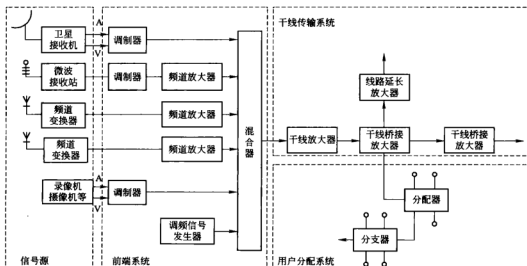 干线传输系统
A
卫星
接收机
V
调制器
微波
接收站
调制器
频道放大器
线路延长
放大器
频道
变换器
频道放大器
混合器
干线放大器
干线桥接
放大器
干线桥接
放大器
频道
变换器
频道放大器
A
录像机
摄像机等
V
调制器
分配器
调频信号
发生器
分支器
信号源
前端系统
用户分配系统